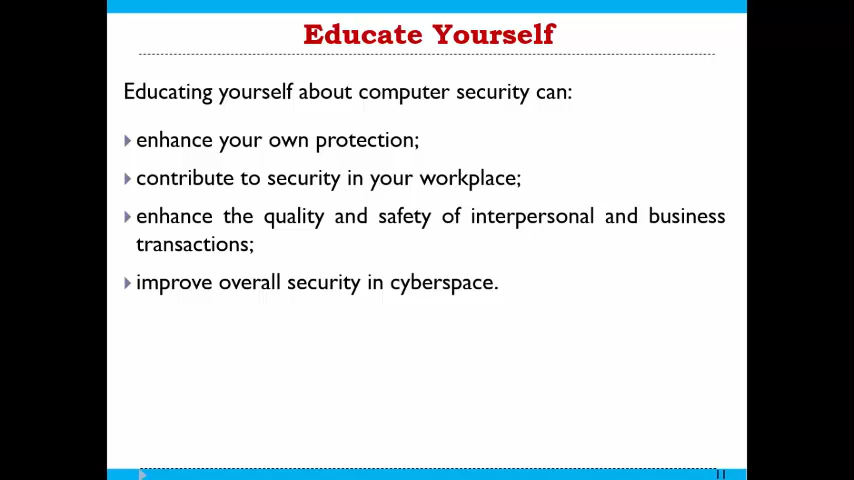 Educate Yourself
Educating yourself about computer security can:
enhance your own protection;
contribute to security in your workplace;
enhance the quality and safety of interpersonal and business
transactions;
improve overall security in cyberspace.
11